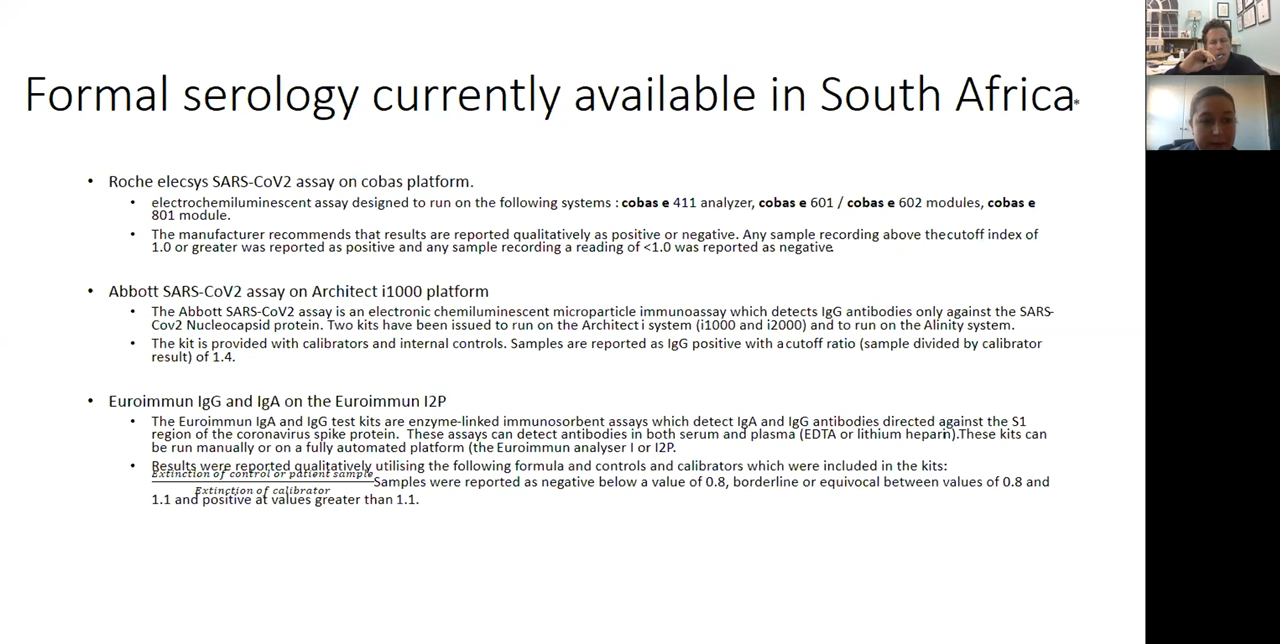 Formal serology currently available in South Africa*
• Roche elecsys SARS-CoV2 assay on cobas platform.
• electrochemiluminescent assay designed to run on the following systems : cobas e 411 analyzer, cobas e 601 / cobas e 602 modules, cobas e
801 module.
• The manufacturer recommends that results are reported qualitatively as positive or negative. Any sample recording above thecutoff index of
1.0 or greater was reported as positive and any sample recording a reading of <1.0 was reported as negative.
• Abbott SARS-CoV2 assay on Architect i1000 platform
• The Abbott SARS-CoV2 assay is an electronic chemiluminescent microparticle immunoassay which detects IgG antibodies only against the SARS-
Cov2 Nucleocapsid protein. Two kits have been issued to run on the Architect i system (i1000 and i2000) and to run on the Alinity system.
• The kit is provided with calibrators and internal controls. Samples are reported as IgG positive with a cutoff ratio (sample divided by calibrator
result) of 1.4.
• Euroimmun IgG and IgA on the Euroimmun I2P
• The Euroimmun IgA and IgG test kits are enzyme-linked immunosorbent assays which detect IgA and IgG antibodies directed against the S1
region of the coronavirus spike protein. These assays can detect antibodies in both serum and plasma (EDTA or lithium heparin).These kits can
be run manually or on a fully automated platform (the Euroimmun analyser I or I2P.
• Results were reported qualitatively utilising the following formula and controls and calibrators which were included in the kits:
Extinction of control or patient sample
Extinction of calibrator
Samples were reported as negative below a value of 0.8, borderline or equivocal between values of 0.8 and
1.1 and positive at values greater than 1.1.